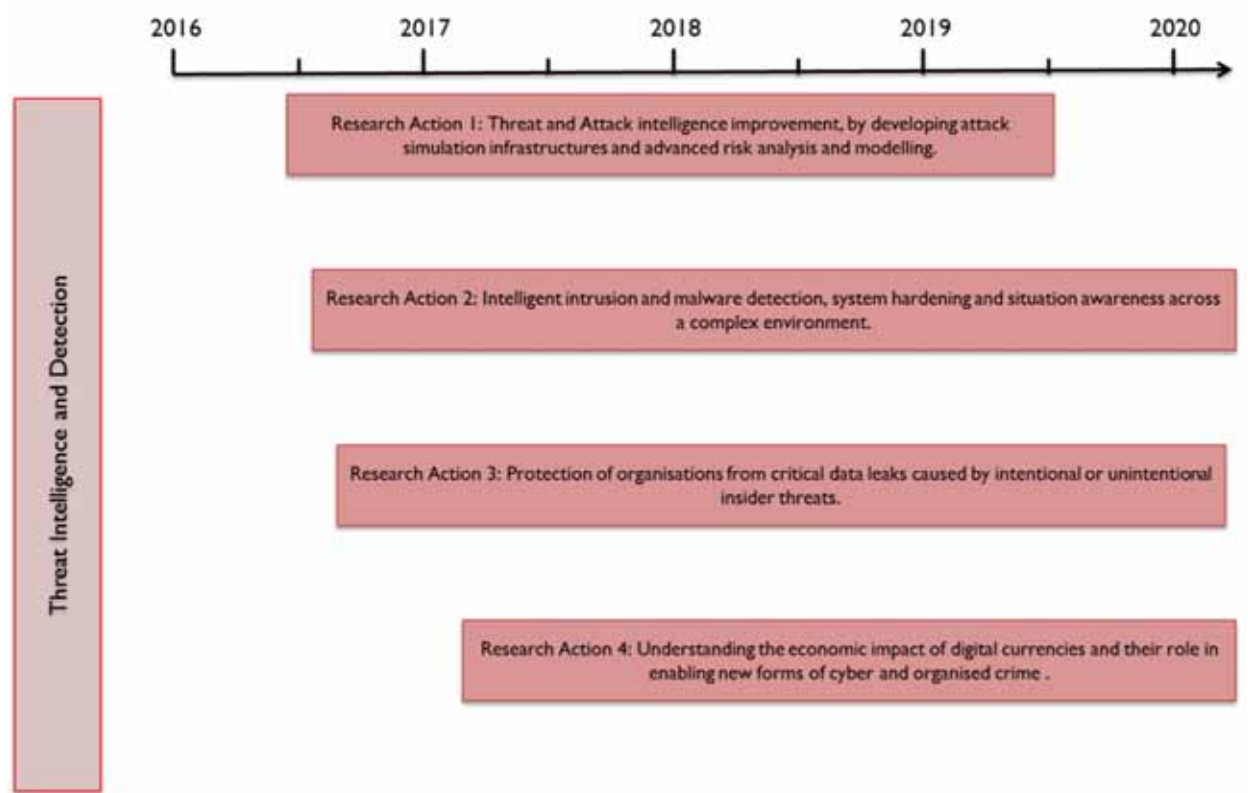 2016 2017 2018 2019 2020
Threat Intelligence and Detection
Research Action 1: Threat and Attack intelligence improvement, by developing attack
simulation infrastructures and advanced risk analysis and modelling.
Research Action 2: Intelligent intrusion and malware detection, system hardening and situation awareness across
a complex environment.
Research Action 3: Protection of organisations from critical data leaks caused by intentional or unintentional
insider threats.
Research Action 4: Understanding the economic impact of digital currencies and their role in
enabling new forms of cyber and organised crime .